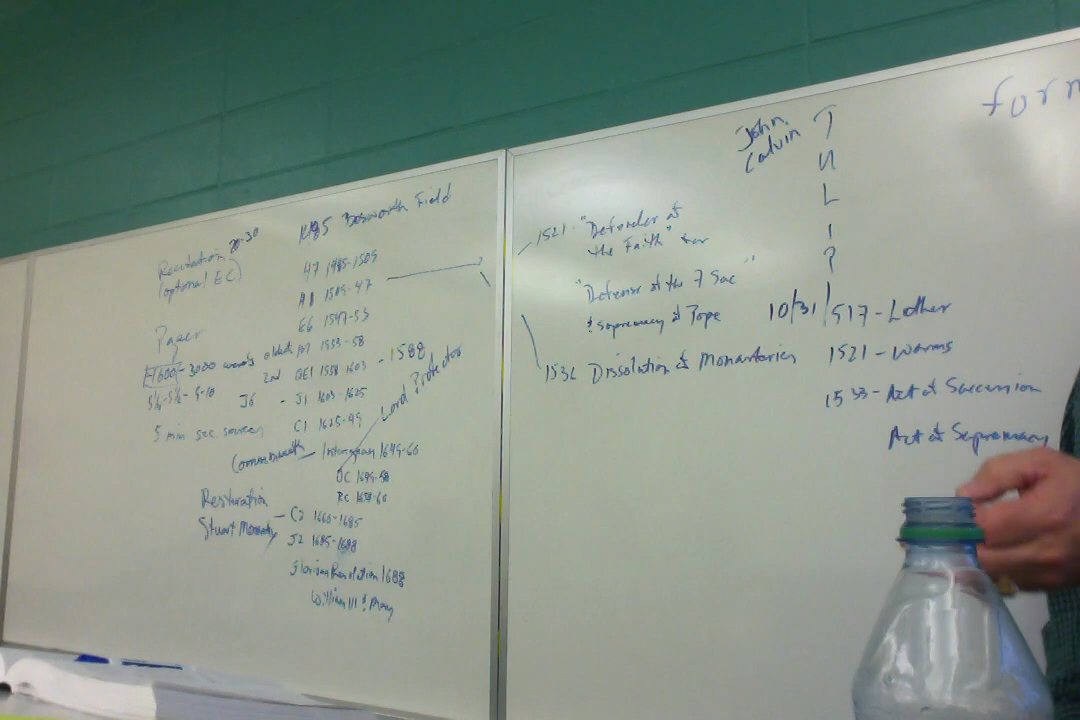 Recitation 20-30
(optional EC)
Paper
1600 - 3000 words
5 min sec. sources
1485 Bosworth Field
H7 1485-1509
H8 1509-47
E6 1547-53
oldest M 1553-58
2nd QE1 1558 1603 - 1588
J6 - J1 1603-1625
C1 1625-49
Lord Protector
Commonwealth - Interregnum 1649-60
OC 1649-58
RC 1658-60
Restoration
Stuart Monarchy
- C2 1660-1685
J2 1685-1688
Glorious Revolution 1688
William III & Mary
1521 - "Defender of
the Faith" for
"Defense of the 7 Sac"
& Supremacy of Pope
1536 Dissolution of Monasteries
John
Calvin
T
U
L
I
P
form
10/31/1517 - Luther
1521 - Worms
1533 - Act of Succession
Act of Supremacy